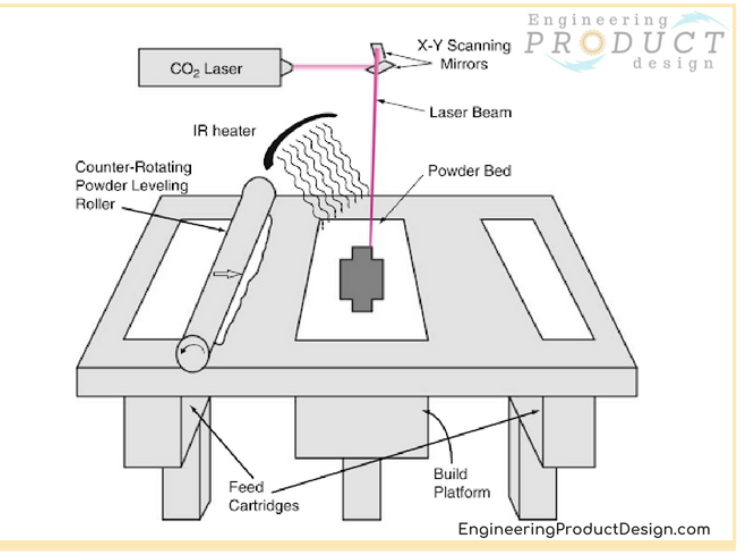 Engineering
PRODUCT
design
X-Y Scanning
Mirrors
CO₂ Laser
Laser Beam
IR heater
Counter-Rotating
Powder Leveling
Roller
Powder Bed
Feed
Cartridges
Build
Platform
EngineeringProductDesign.com